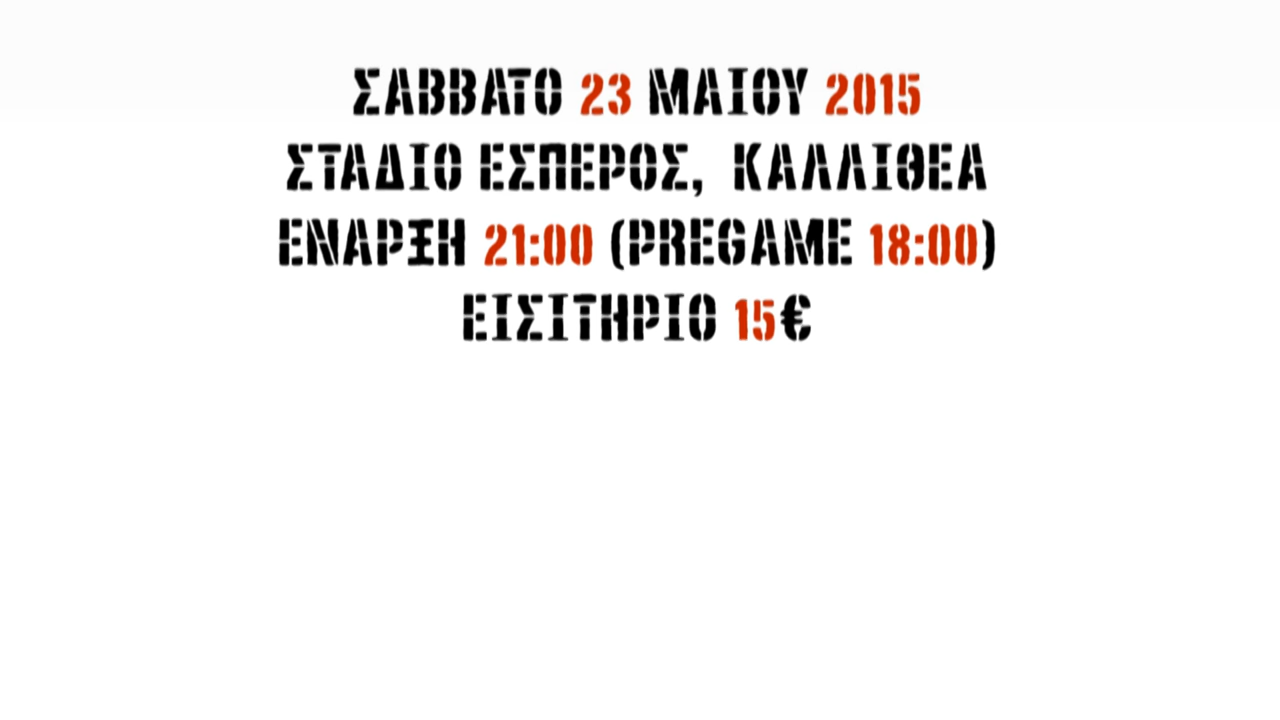 ΣΑΒΒΑΤΟ 23 ΜΑΙΟΥ 2015
ΣΤΑΔΙΟ ΕΣΠΕΡΟΣ, ΚΑΛΛΙΘΕΑ
ΕΝΑΡΞΗ 21:00 (PREGAME 18:00)
ΕΙΣΙΤΗΡΙΟ 15€